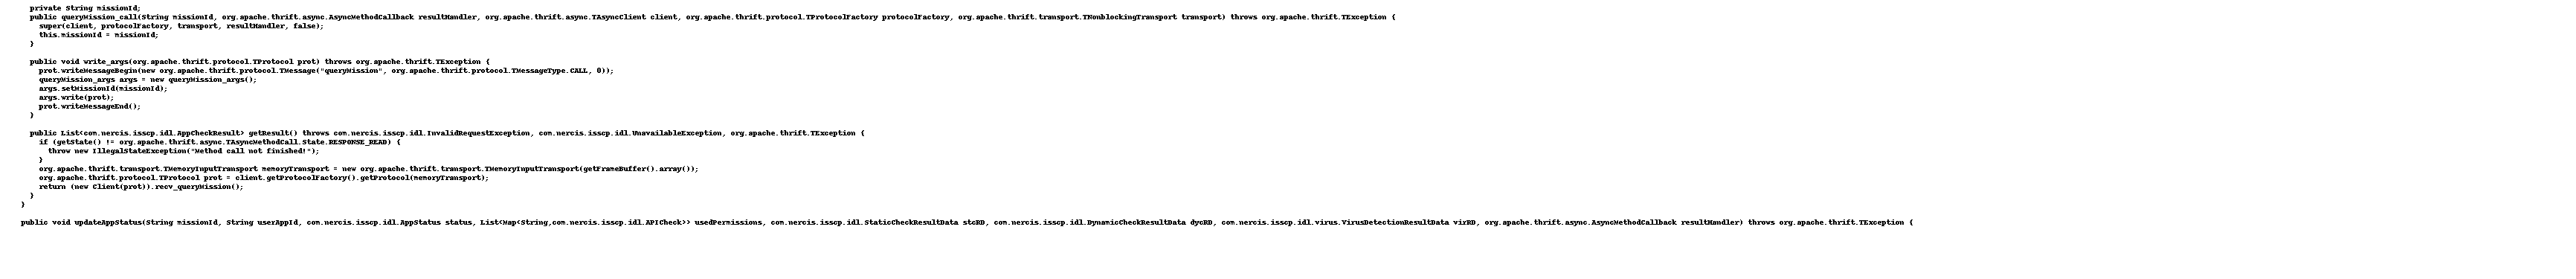 private String missionId;
public queryMission_call(String missionId, org.apache.thrift.async.AsyncMethodCallback resultHandler, org.apache.thrift.async.TAsyncClient client, org.apache.thrift.protocol.TProtocolFactory protocolFactory, org.apache.thrift.transport.TNonblockingTransport transport) throws org.apache.thrift.TException {
super(client, protocolFactory, transport, resultHandler, false);
this.missionId = missionId;
}
public void write_args(org.apache.thrift.protocol.TProtocol prot) throws org.apache.thrift.TException {
prot.writeMessageBegin(new org.apache.thrift.protocol.TMessage("queryMission", org.apache.thrift.protocol.TMessageType.CALL, 0));
queryMission_args args = new queryMission_args();
args.setMissionId(missionId);
args.write(prot);
prot.writeMessageEnd();
}
public List<com.nercis.isscp.idl.AppCheckResult> getResult() throws com.nercis.isscp.idl.InvalidRequestException, com.nercis.isscp.idl.UnavailableException, org.apache.thrift.TException {
if (getState() != org.apache.thrift.async.TAsyncMethodCall.State.RESPONSE_READ) {
throw new IllegalStateException("Method call not finished!");
}
org.apache.thrift.transport.TMemoryInputTransport memoryTransport = new org.apache.thrift.transport.TMemoryInputTransport(getFrameBuffer().array());
org.apache.thrift.protocol.TProtocol prot = client.getProtocolFactory().getProtocol(memoryTransport);
return (new Client(prot)).recv_queryMission();
}
}
public void updateAppStatus(String missionId, String userAppId, com.nercis.isscp.idl.AppStatus status, List<Map<String,com.nercis.isscp.idl.APICheck>> usedPermissions, com.nercis.isscp.idl.StaticCheckResultData stcRD, com.nercis.isscp.idl.DynamicCheckResultData dycRD, com.nercis.isscp.idl.virus.VirusDetectionResultData virRD, org.apache.thrift.async.AsyncMethodCallback resultHandler) throws org.apache.thrift.TException {